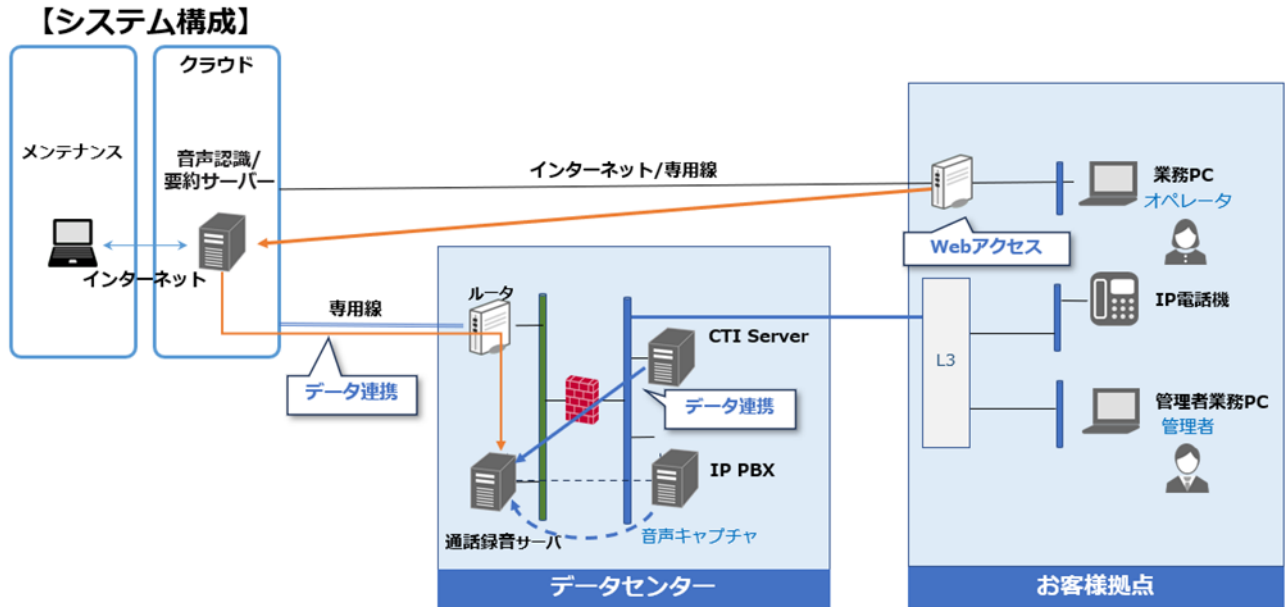 【システム構成】
クラウド
メンテナンス
音声認識/
要約サーバー
インターネット
インターネット/専用線
専用線
データ連携
ルータ
CTI Server
データ連携
IP PBX
通話録音サーバ
音声キャプチャ
データセンター
Webアクセス
業務PC
オペレータ
IP電話機
L3
管理者業務PC
管理者
お客様拠点